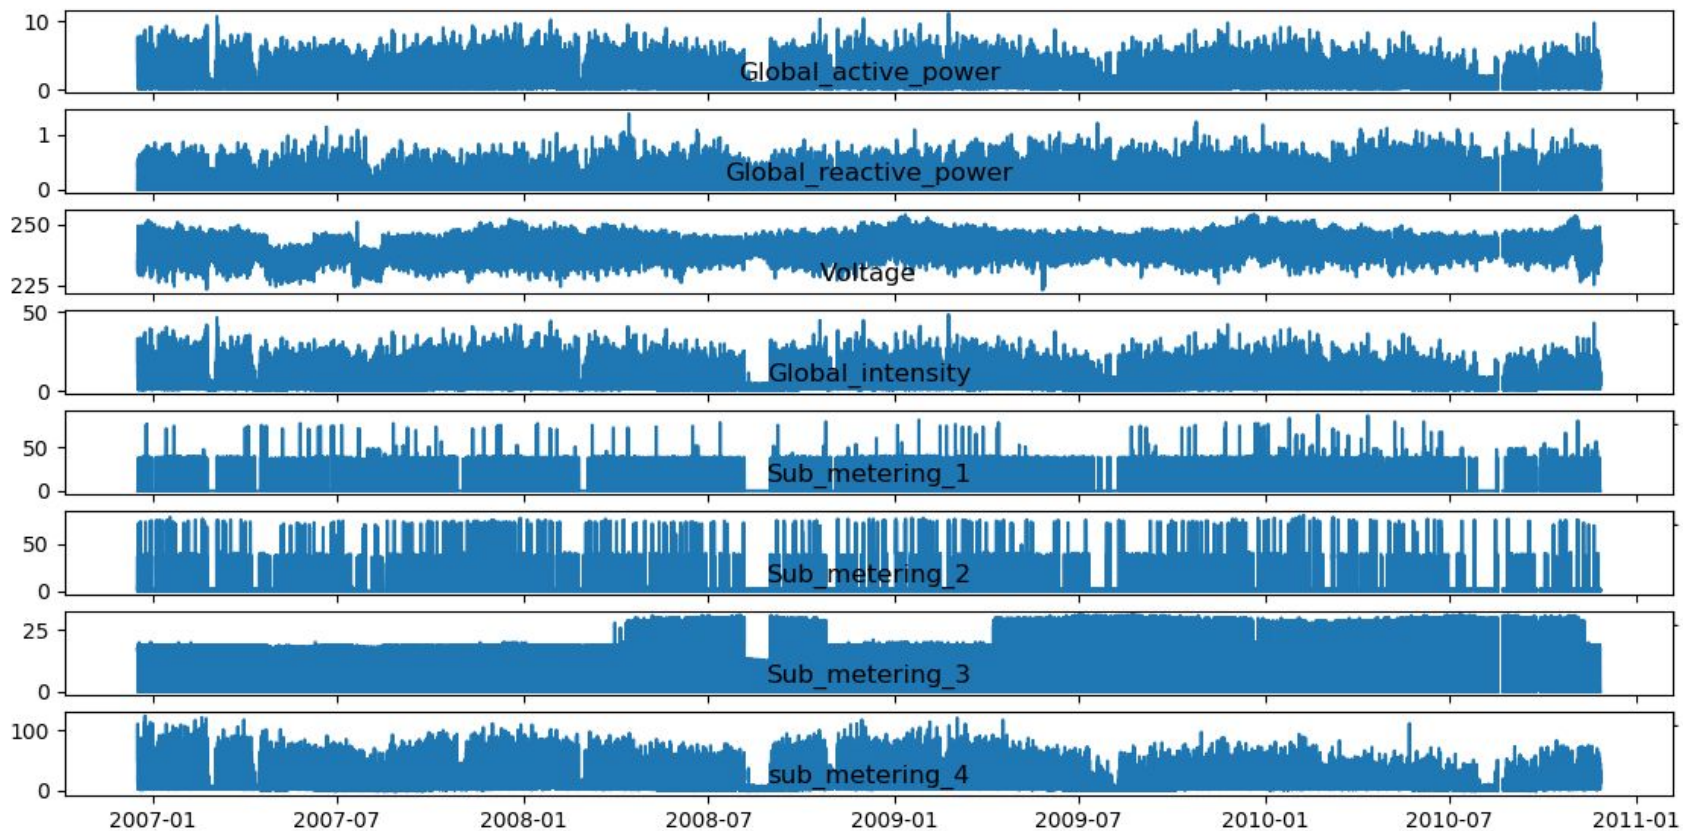 10
Global_active_power
0
1
Global_reactive_power
0
250
Voltage
225
50
Global_intensity
0
50
Sub_metering_1
0
50
Sub_metering_2
0
25
Sub_metering_3
0
100
sub_metering_4
0
2007-01 2007-07 2008-01 2008-07 2009-01 2009-07 2010-01 2010-07 2011-01